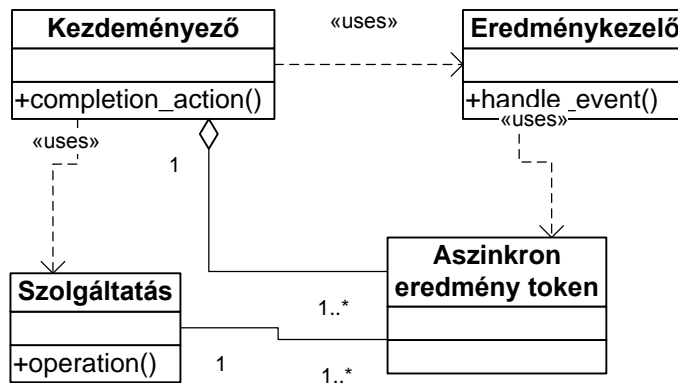 Kezdeményező
«uses»
Eredménykezelő
+completion_action()
+handle_event()
«uses»
«uses»
1
Aszinkron
eredmény token
Szolgáltatás
1..*
+operation()
1
1..*